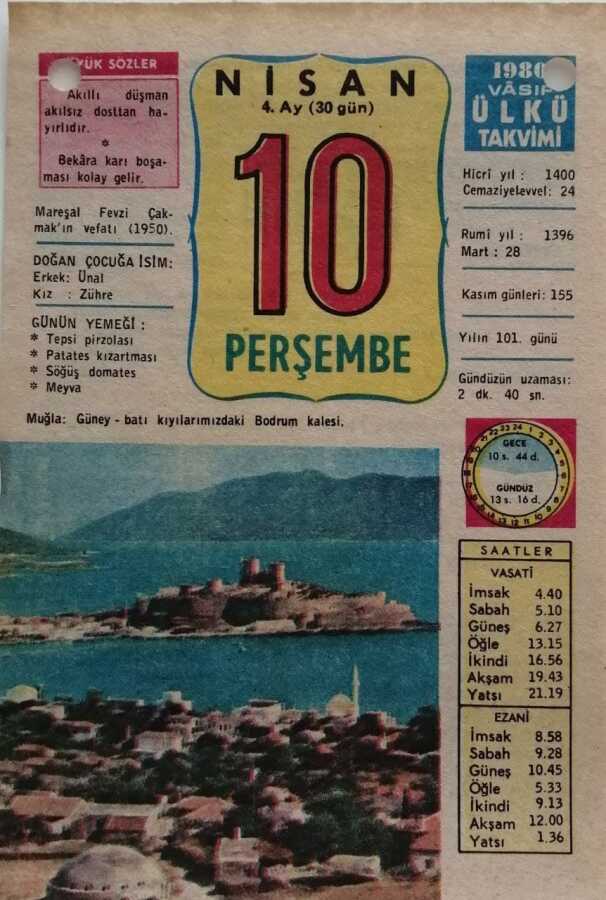 YÜK SÖZLER
Akıllı düşman
akılsız dosttan ha-
yırlıdır.
*
Bekâra karı boşa-
ması kolay gelir.
Mareşal Fevzi Çak-
mak'ın vefatı (1950).
DOĞAN ÇOCUĞA İSİM:
Erkek: Ünal
Kız : Zühre
GÜNÜN YEMEĞİ :
* Tepsi pirzolası
* Patates kızartması
* Söğüş domates
* Meyva
NİSAN
4. Ay (30 gün)
10
PERŞEMBE
1980
VÂSIF
ÜLKÜ
TAKVİMİ
Hicrî yıl : 1400
Cemaziyelevvel: 24
Rumî yıl : 1396
Mart : 28
Kasım günleri: 155
Yılın 101. günü
Gündüzün uzaması:
2 dk. 40 sn.
Muğla: Güney - batı kıyılarımızdaki Bodrum kalesi.
GECE
10 s. 44 d.
GÜNDÜZ
13 s. 16 d.
SAATLER
VASATİ
İmsak 4.40
Sabah 5.10
Güneş 6.27
Öğle 13.15
İkindi 16.56
Akşam 19.43
Yatsı 21.19
EZANİ
İmsak 8.58
Sabah 9.28
Güneş 10.45
Öğle 5.33
İkindi 9.13
Akşam 12.00
Yatsı 1.36